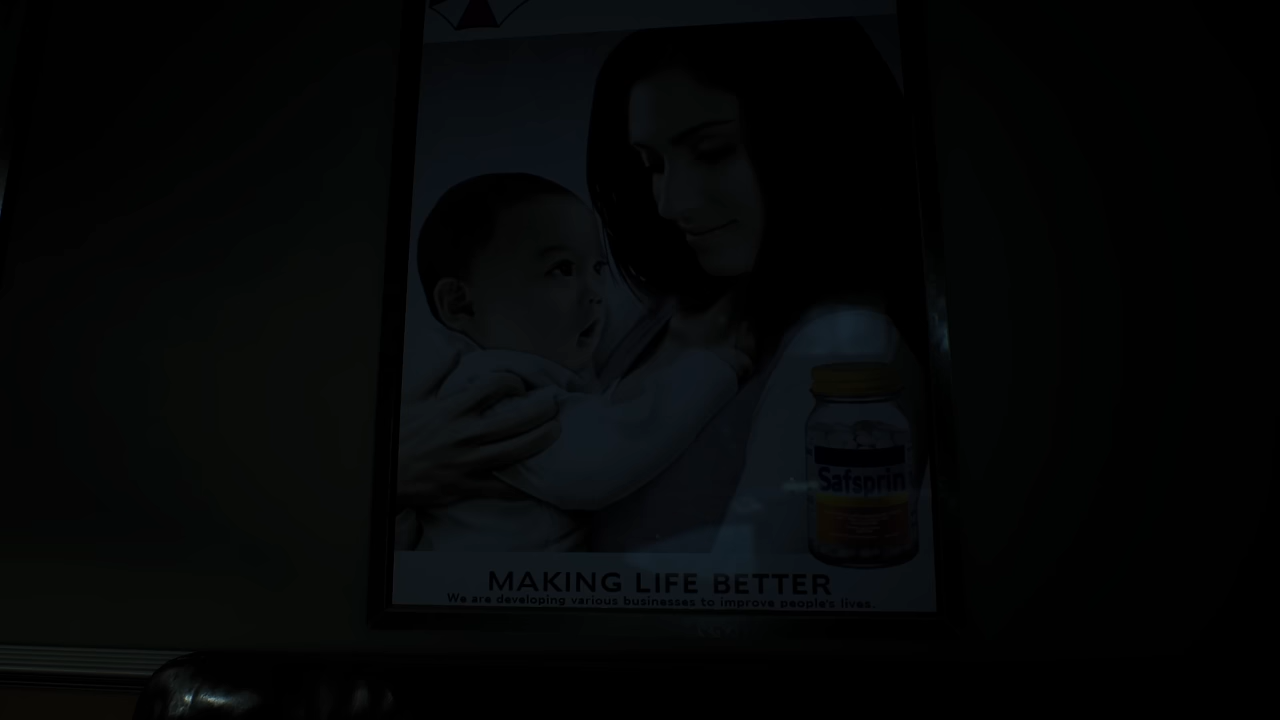 Safsprin
MAKING LIFE BETTER
We are developing various businesses to improve people's lives.